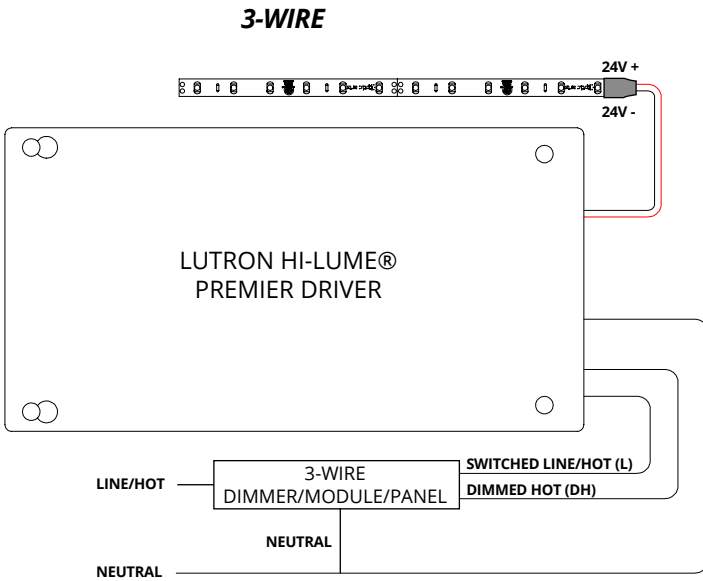 3-WIRE
24V +
24V -
LUTRON HI-LUME®
PREMIER DRIVER
LINE/HOT
3-WIRE
DIMMER/MODULE/PANEL
SWITCHED LINE/HOT (L)
DIMMED HOT (DH)
NEUTRAL
NEUTRAL